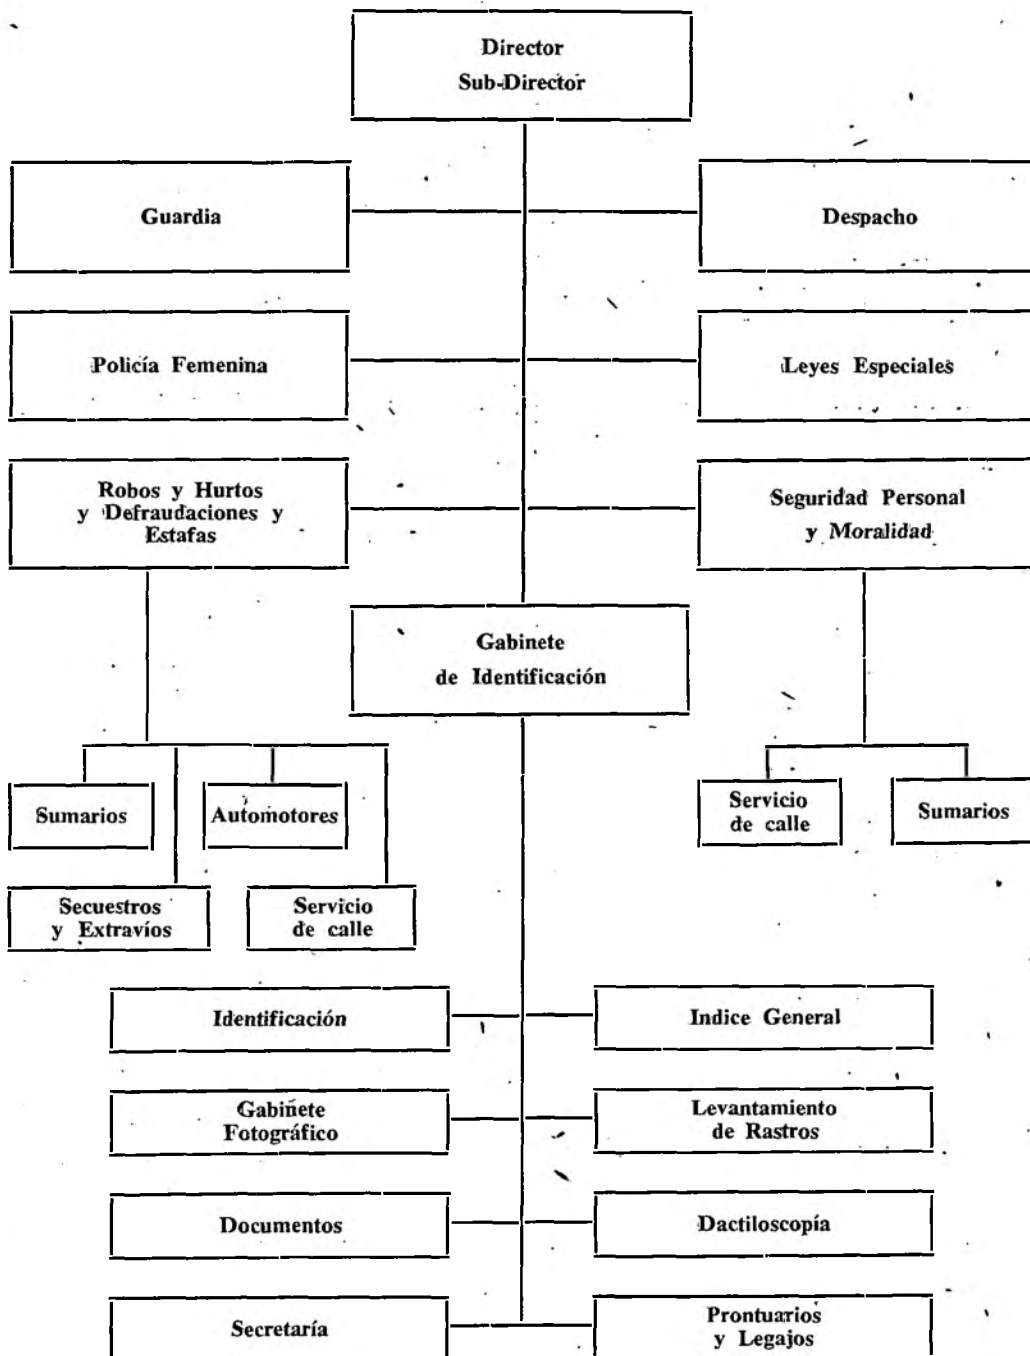 Director
Sub-Director
Guardia
Despacho
Policía Femenina
Leyes Especiales
Robos y Hurtos
y Defraudaciones y
Estafas
Seguridad Personal
y Moralidad
Gabinete
de Identificación
Sumarios
Automotores
Servicio
de calle
Sumarios
Secuestros
y Extravíos
Servicio
de calle
Identificación
Indice General
Gabinete
Fotográfico
Levantamiento
de Rastros
Documentos
Dactiloscopía
Secretaría
Prontuarios
y Legajos